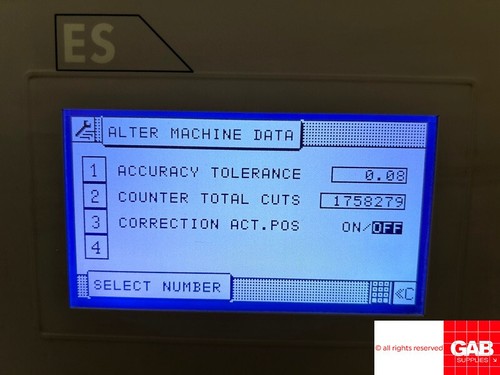 ES
ALTER MACHINE DATA
1 ACCURACY TOLERANCE 0.08
2 COUNTER TOTAL CUTS 1758279
3 CORRECTION ACT.POS ON/OFF
4
SELECT NUMBER «C
© all rights reserved
GAB
SUPPLIES